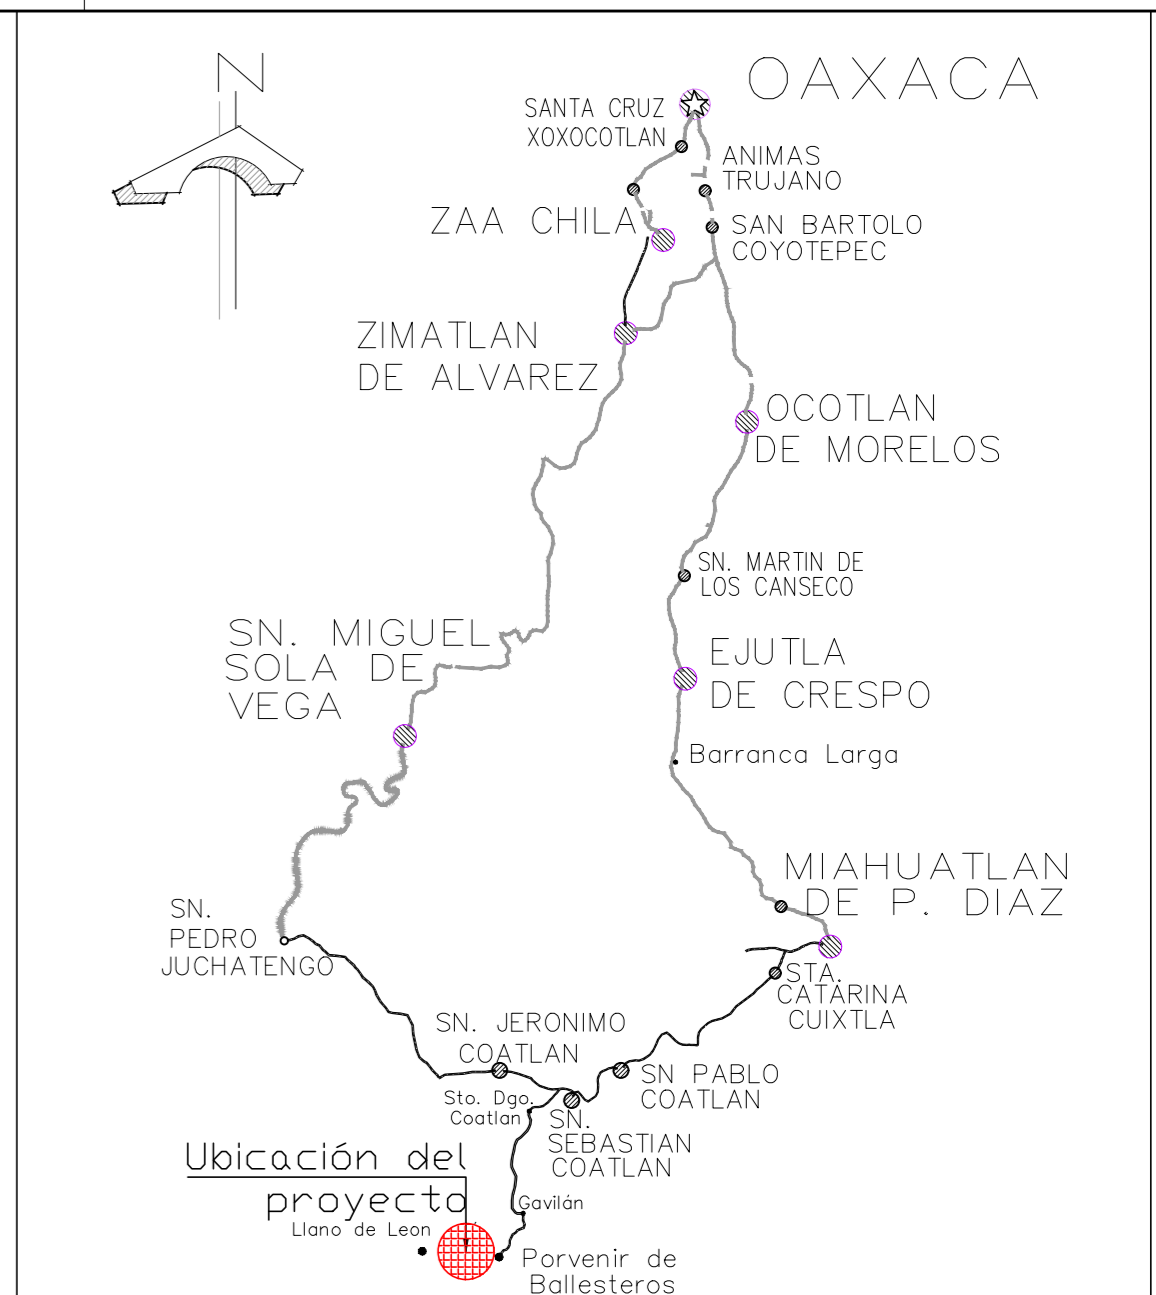 N
OAXACA
SANTA CRUZ
XOXOCOTLAN
ANIMAS
TRUJANO
ZAA CHILA
SAN BARTOLO
COYOTEPEC
ZIMATLAN
DE ALVAREZ
OCOTLAN
DE MORELOS
SN. MARTIN DE
LOS CANSECO
SN. MIGUEL
SOLA DE
VEGA
EJUTLA
DE CRESPO
Barranca Larga
MIAHUATLAN
DE P. DIAZ
SN.
PEDRO
JUCHATENGO
STA.
CATARINA
CUIXTLA
SN. JERONIMO
COATLAN
SN PABLO
COATLAN
Sto. Dgo.
Coatlan
SN.
SEBASTIAN
COATLAN
Ubicación del
proyecto
Gavilán
Llano de Leon
Porvenir de
Ballesteros